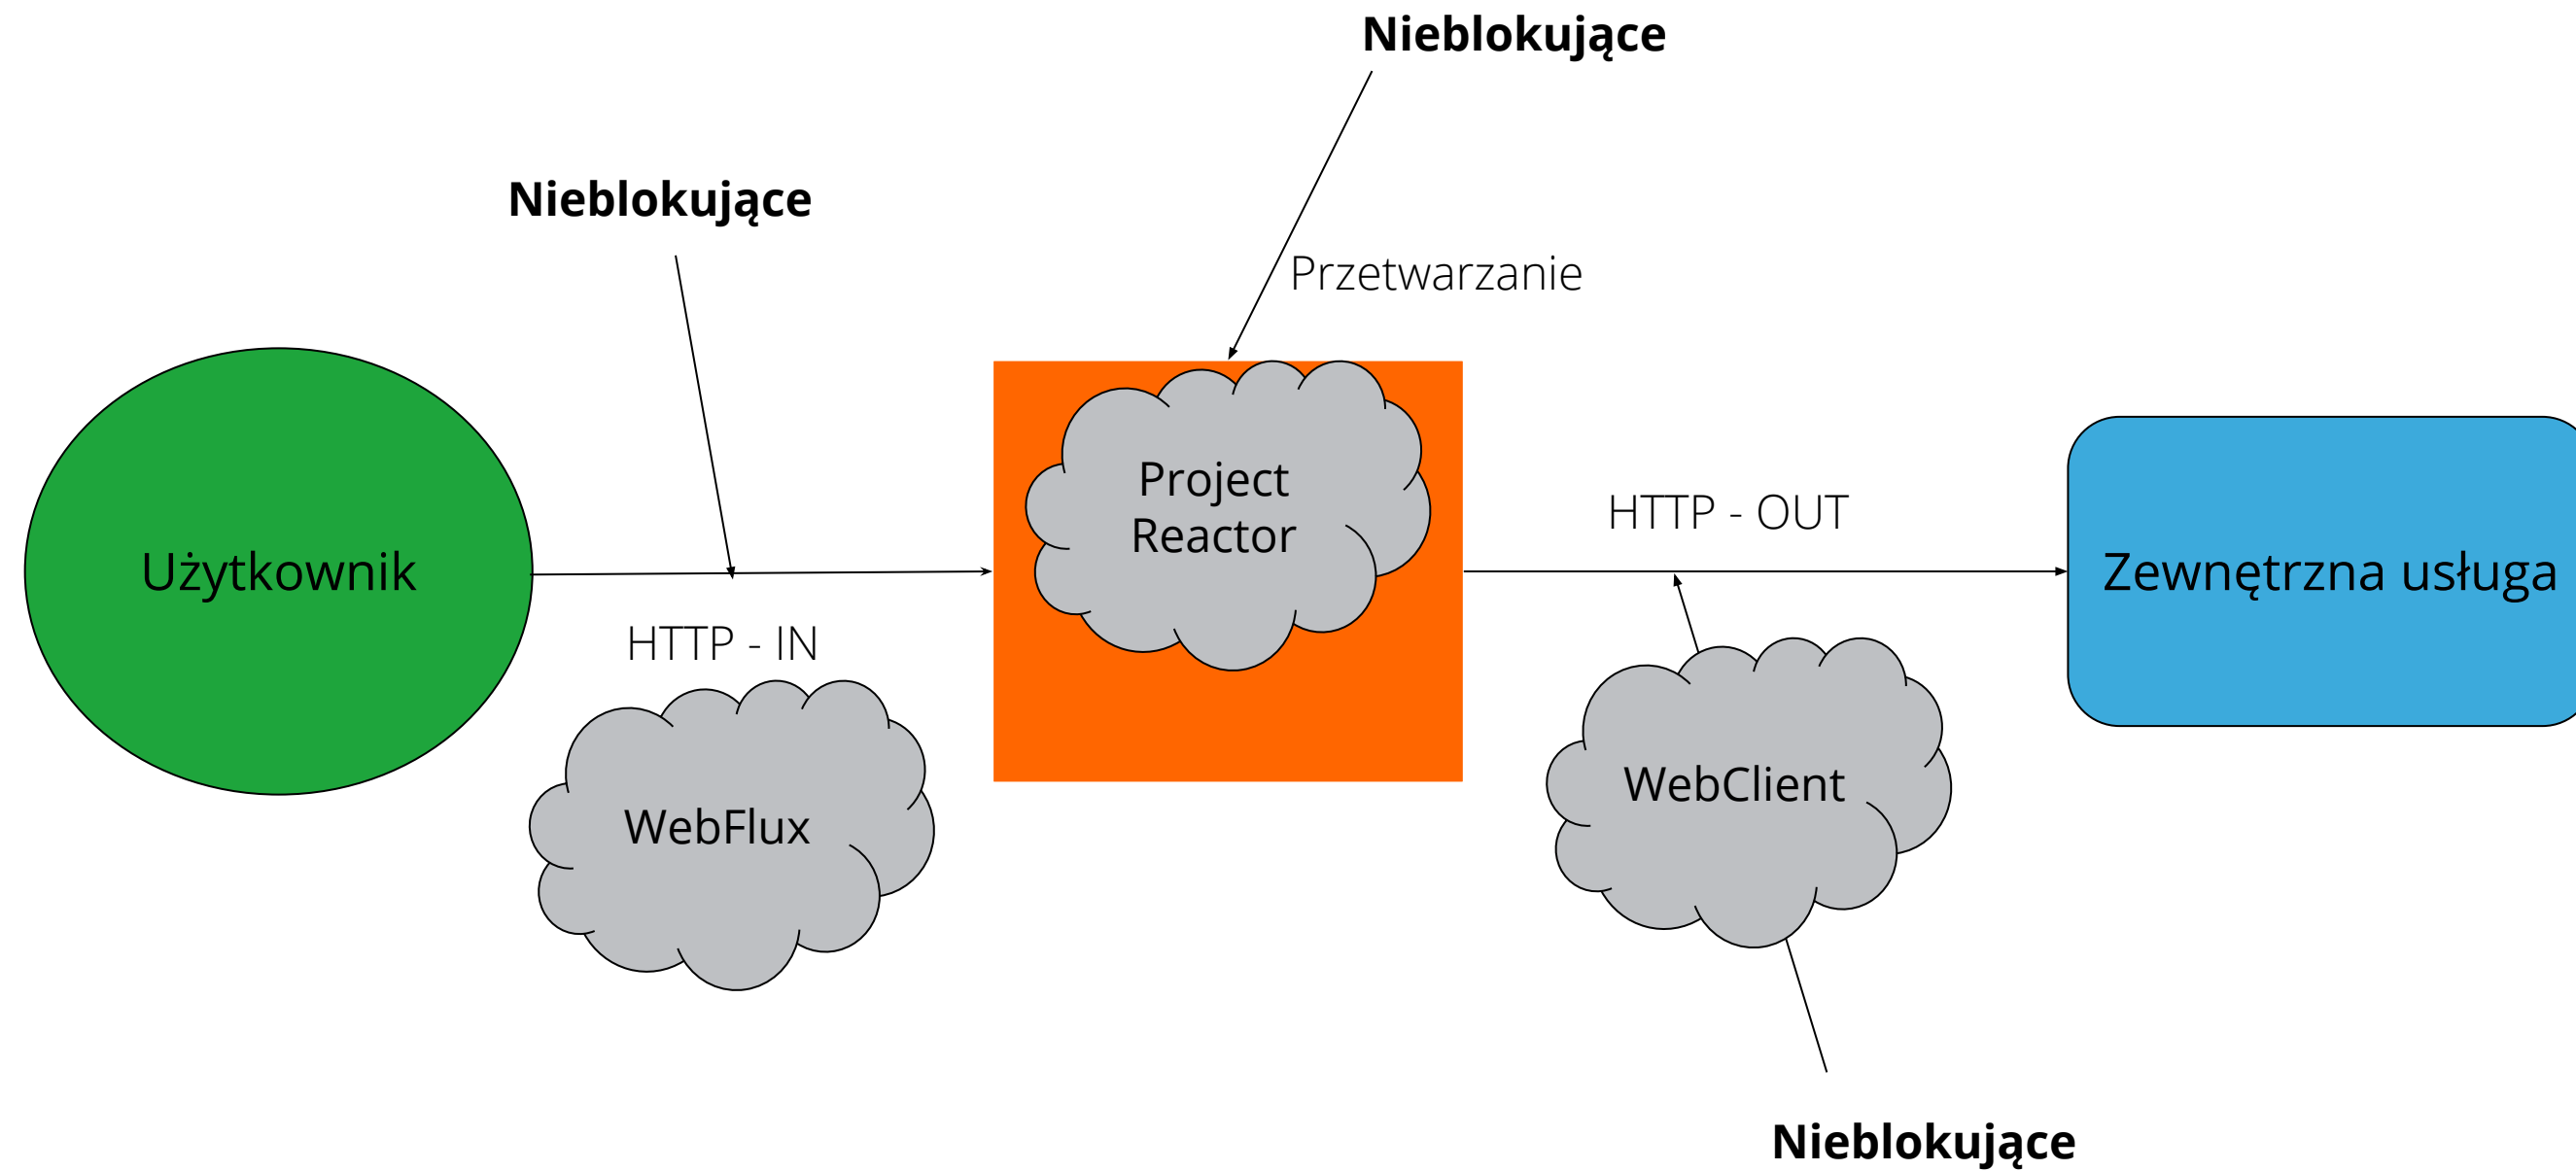 Nieblokujące
Nieblokujące
Przetwarzanie
Project
Reactor
HTTP - OUT
Użytkownik
Zewnętrzna usługa
HTTP - IN
WebFlux
WebClient
Nieblokujące